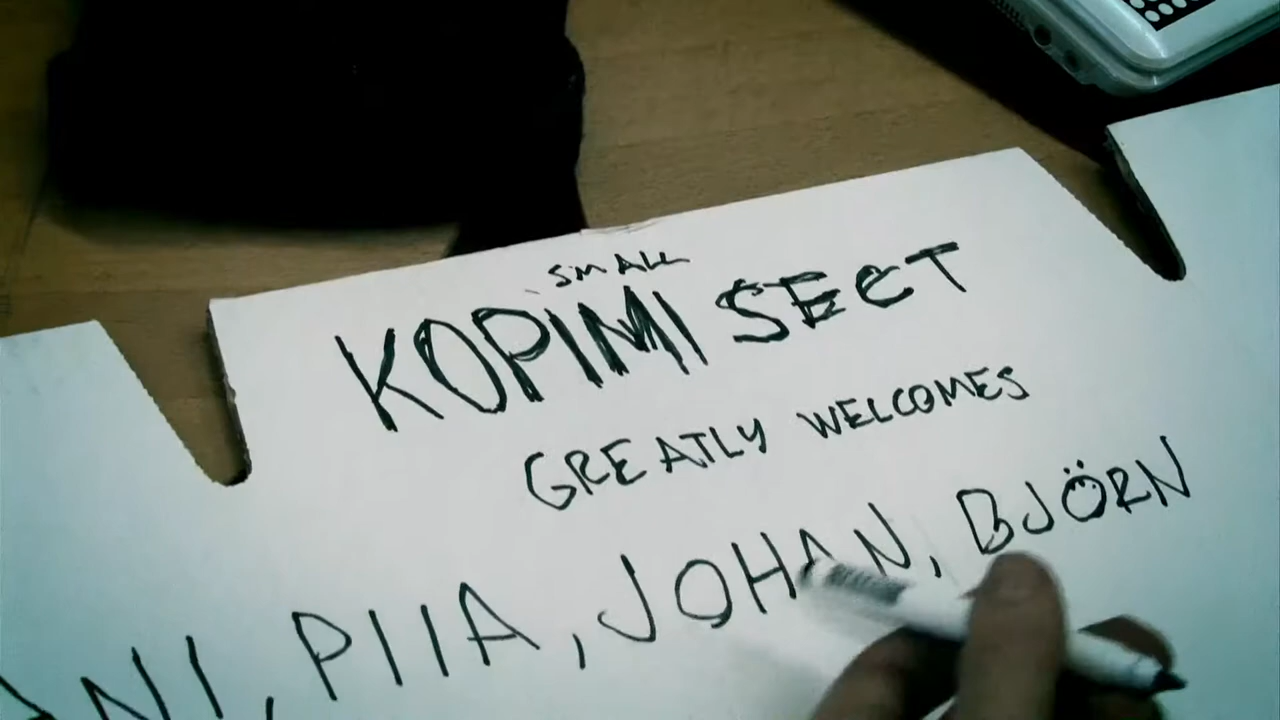 SMALL
KOPIMI SECT
GREATLY WELCOMES
PIIA, JOHAN, BJÖRN